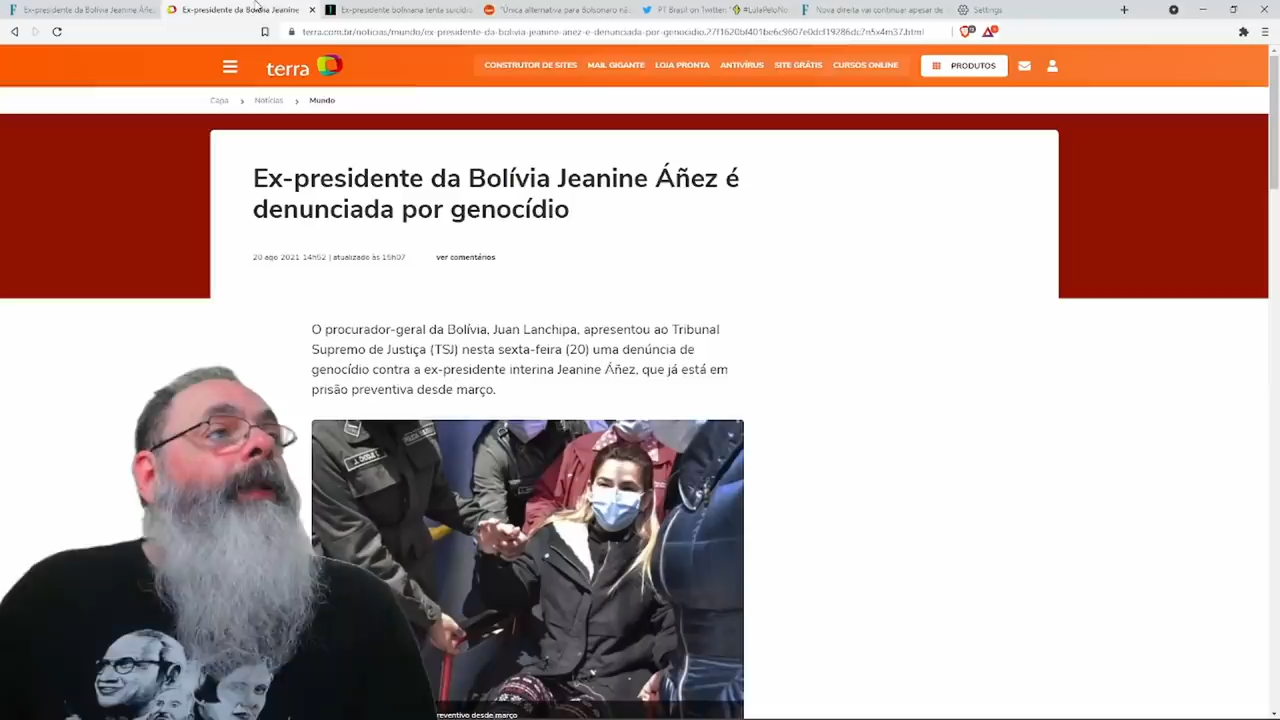 Ex-presidente da Bolívia Jeanine Áñez
Ex-presidente da Bolívia Jeanine
Ex-presidente boliviana tenta suicídio
"Única alternativa para Bolsonaro nã
PT Brasil on Twitter: "#LulaPeloNo
Nova direita vai continuar apesar de
Settings
terra.com.br/noticias/mundo/ex-presidente-da-bolivia-jeanine-anez-e-denunciada-por-genocidio
terra
CONSTRUTOR DE SITES
MAIL GIGANTE
LOJA PRONTA
ANTIVÍRUS
SITE GRÁTIS
CURSOS ONLINE
PRODUTOS
Capa > Notícias > Mundo
Ex-presidente da Bolívia Jeanine Áñez é
denunciada por genocídio
20 ago 2021 14h52 | atualizado às 15h07
ver comentários
O procurador-geral da Bolívia, Juan Lanchipa, apresentou ao Tribunal
Supremo de Justiça (TSJ) nesta sexta-feira (20) uma denúncia de
genocídio contra a ex-presidente interina Jeanine Áñez, que já está em
prisão preventiva desde março.
reventivo desde março